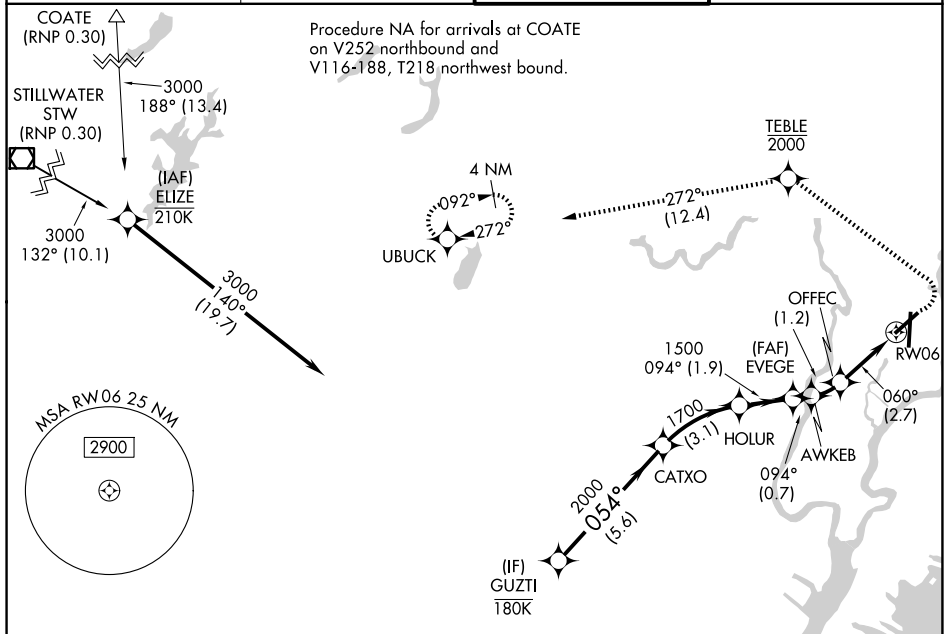 COATE
(RNP 0.30)
Procedure NA for arrivals at COATE
on V252 northbound and
V116-188, T218 northwest bound.
3000
188° (13.4)
STILLWATER
STW
(RNP 0.30)
(IAF)
ELIZE
210K
3000
132° (10.1)
3000
140°
(19.7)
4 NM
092°
272°
UBUCK
TEBLE
2000
272°
(12.4)
OFFEC
(1.2)
RW06
1500
094° (1.9)
(FAF)
EVEGE
060°
(2.7)
1700
(3.1)
HOLUR
AWKEB
CATXO
094°
(0.7)
2000
054°
(5.6)
(IF)
GUZTI
180K
MSA RW06 25 NM
2900